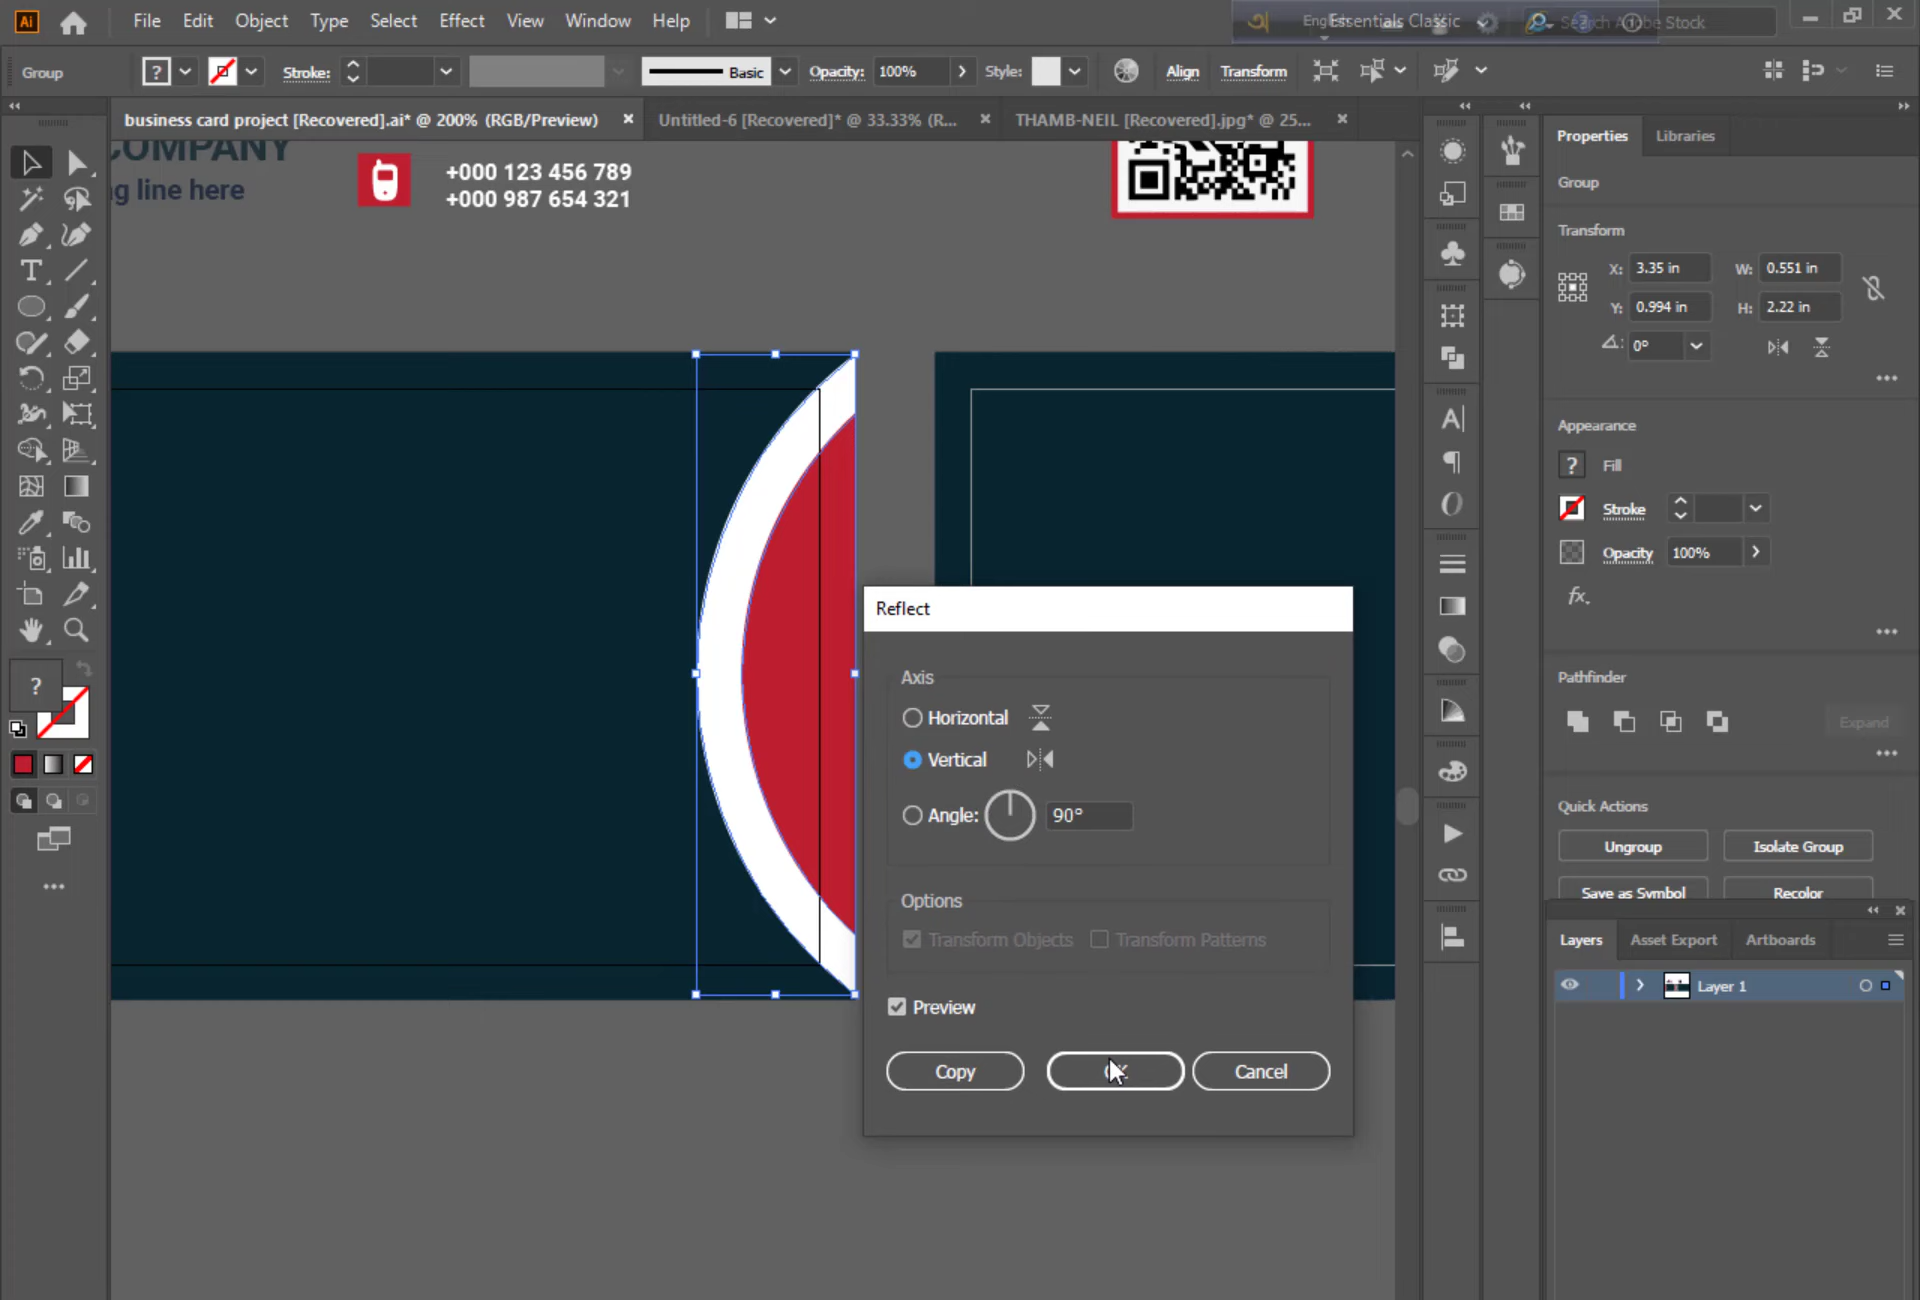 Ai File Edit Object Type Select Effect View Window Help
Essentials Classic
Group Stroke: Basic Opacity: 100% Style: Align Transform
business card project [Recovered].ai* @ 200% (RGB/Preview) × Untitled-6 [Recovered]* @ 33.33% (R... × THAMB-NEIL [Recovered].jpg* @ 25... ×
COMPANY
g line here
+000 123 456 789
+000 987 654 321
Properties Libraries
Group
Transform
X: 3.35 in W: 0.551 in
Y: 0.994 in H: 2.22 in
0°
Appearance
? Fill
Stroke
Opacity 100%
fx.
Pathfinder
Expand
Quick Actions
Ungroup Isolate Group
Save as Symbol Recolor
Layers Asset Export Artboards
Layer 1
Reflect
Axis
Horizontal
Vertical
Angle: 90°
Options
Transform Objects Transform Patterns
Preview
Copy Cancel